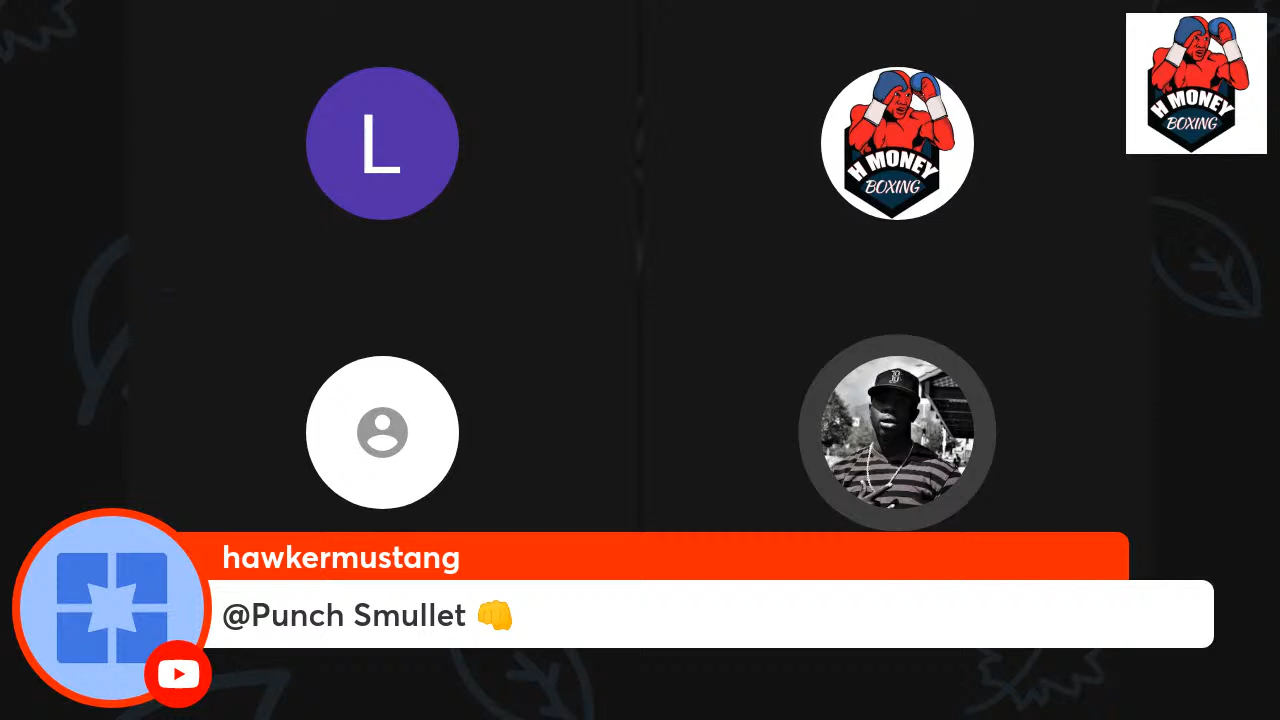 L
H MONEY
BOXING
H MONEY
BOXING
hawkermustang
@Punch Smullet 👊